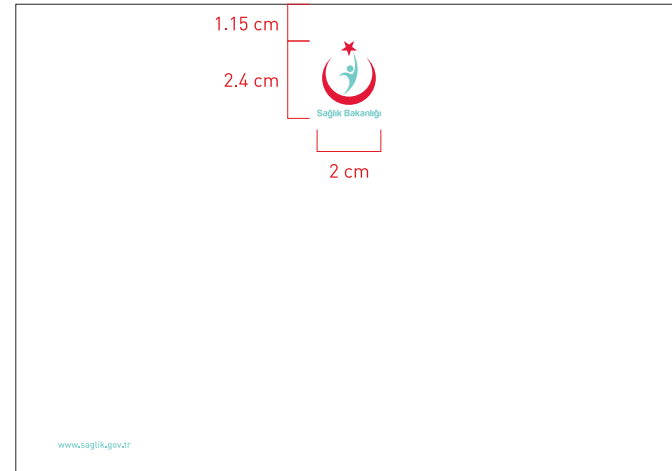 1.15 cm
2.4 cm
Sağlık Bakanlığı
2 cm
www.saglik.gov.tr